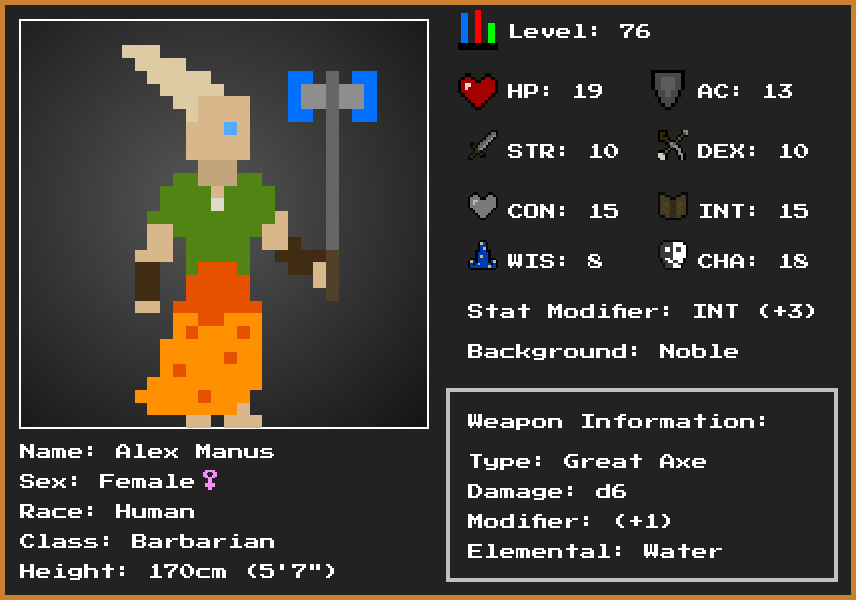 Level: 76
HP: 19 AC: 13
STR: 10 DEX: 10
CON: 15 INT: 15
WIS: 8 CHA: 18
Stat Modifier: INT (+3)
Background: Noble
Weapon Information:
Type: Great Axe
Damage: d6
Modifier: (+1)
Elemental: Water
Name: Alex Manus
Sex: Female♀
Race: Human
Class: Barbarian
Height: 170cm (5'7")